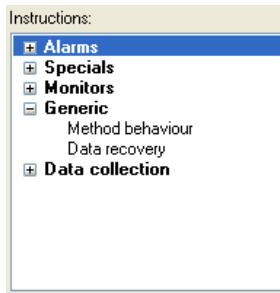 Instructions:
Alarms
Specials
Monitors
Generic
Method behaviour
Data recovery
Data collection